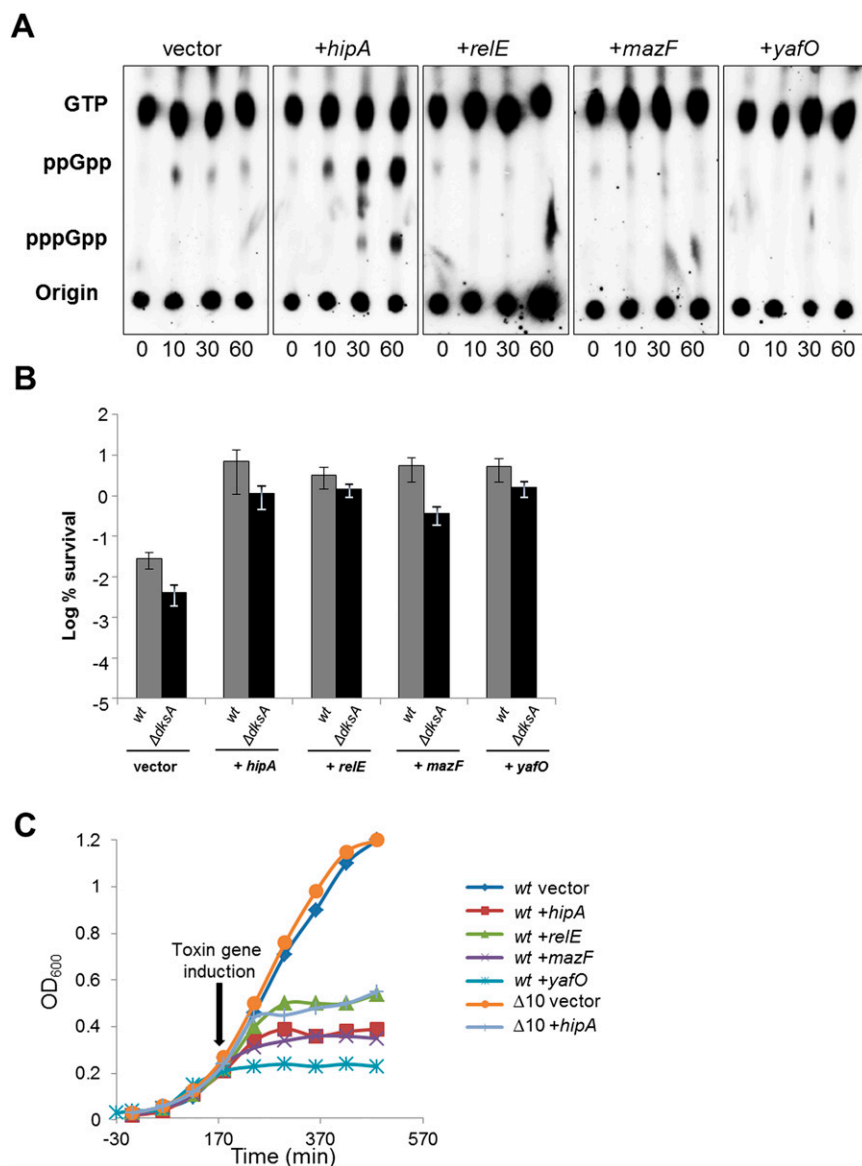 A
vector +hipA +relE +mazF +yafO
GTP
ppGpp
pppGpp
Origin
0 10 30 60 0 10 30 60 0 10 30 60 0 10 30 60 0 10 30 60
B
Log % survival
2
1
0
-1
-2
-3
-4
-5
wt ΔdksA wt ΔdksA wt ΔdksA wt ΔdksA wt ΔdksA
vector + hipA + relE + mazF + yafO
C
OD600
1.2
1
0.8
0.6
0.4
0.2
0
Toxin gene
induction
-30 170 370 570
Time (min)
wt vector
wt +hipA
wt +relE
wt +mazF
wt +yafO
Δ10 vector
Δ10 +hipA